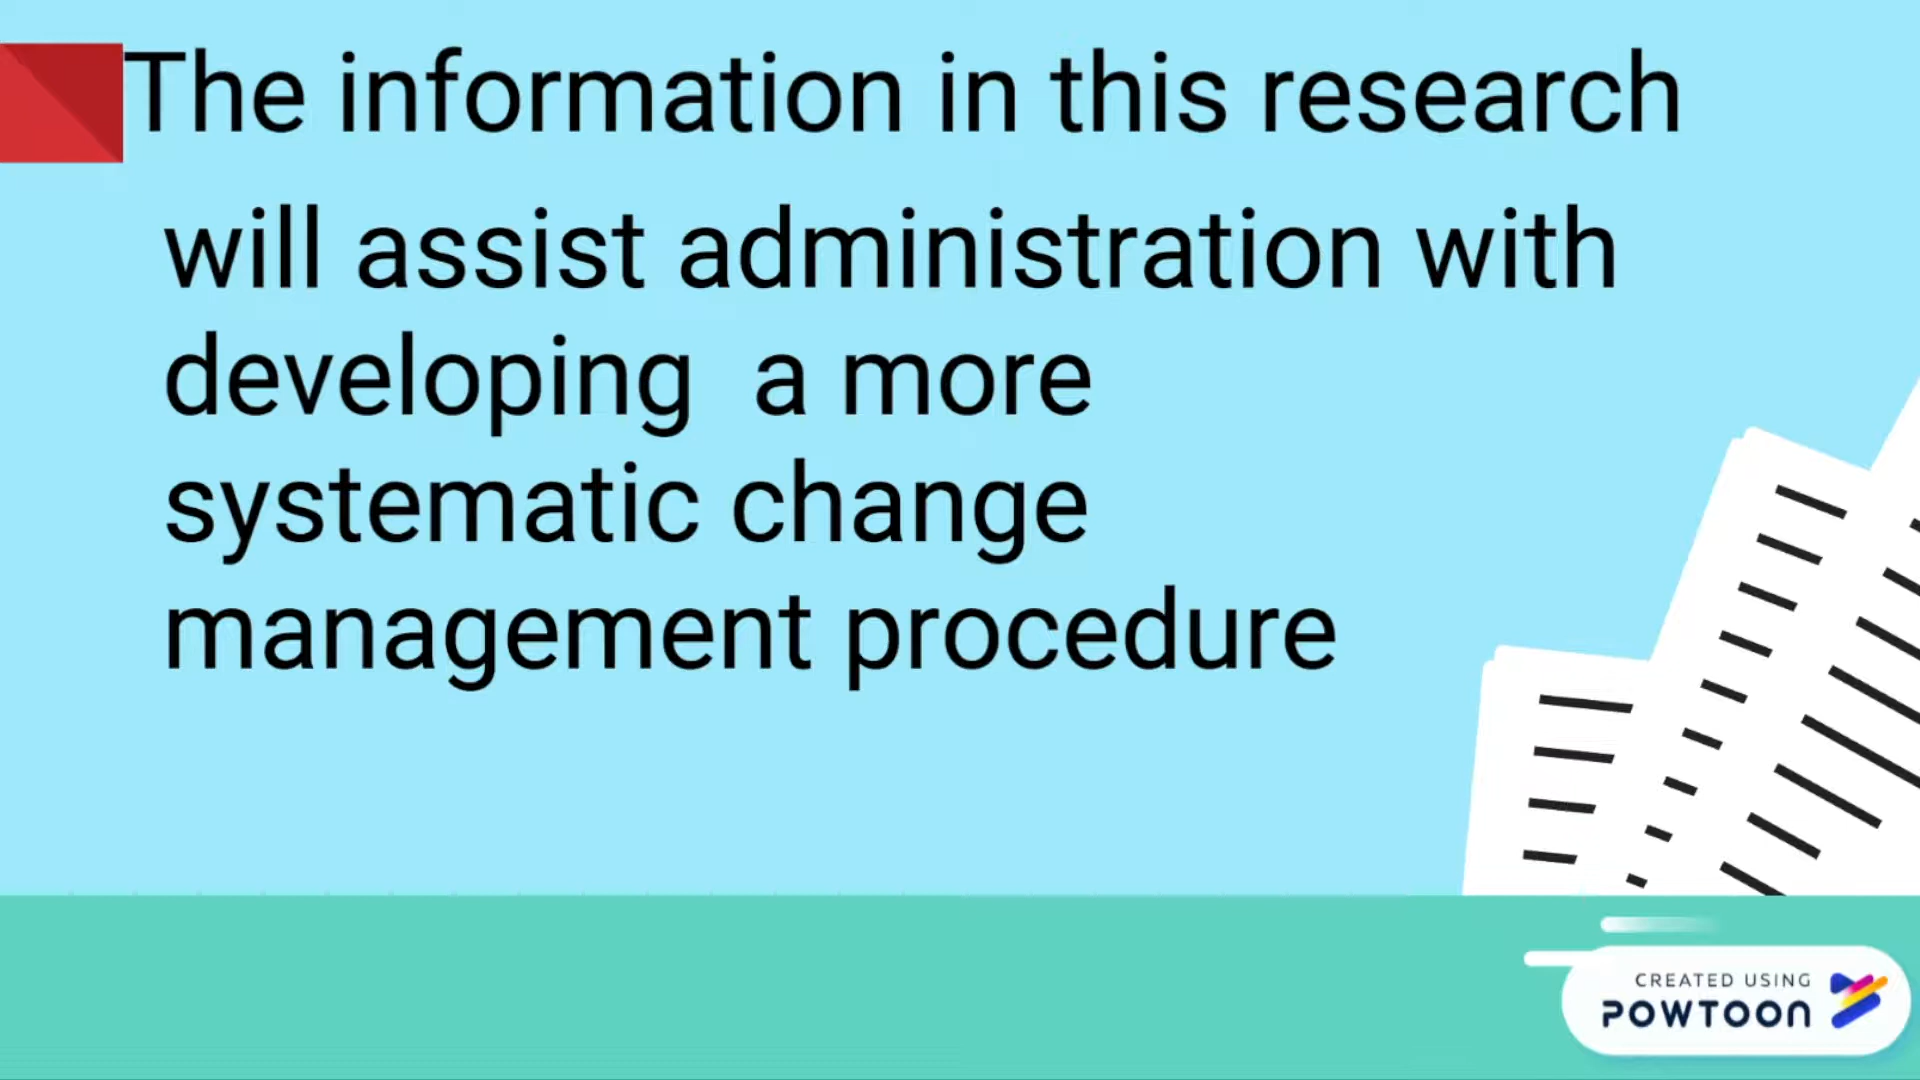 The information in this research
will assist administration with
developing  a more
systematic change
management procedure
CREATED USING
POWTOON